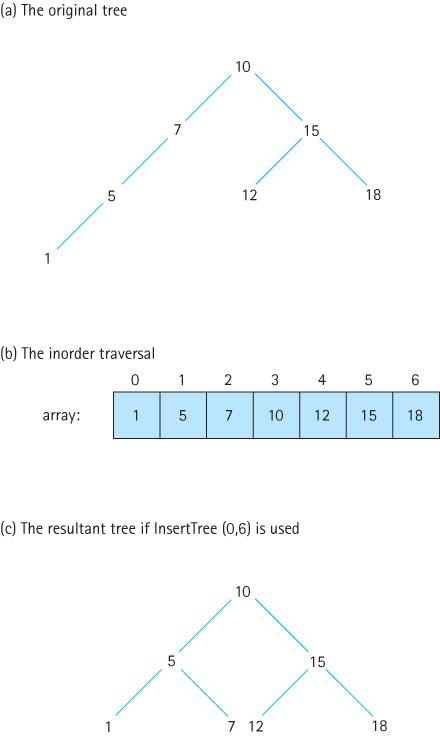 (a) The original tree
10
7
15
5
12
18
1
(b) The inorder traversal
0 1 2 3 4 5 6
array: 1 5 7 10 12 15 18
(c) The resultant tree if InsertTree (0,6) is used
10
5
15
1
7
12
18